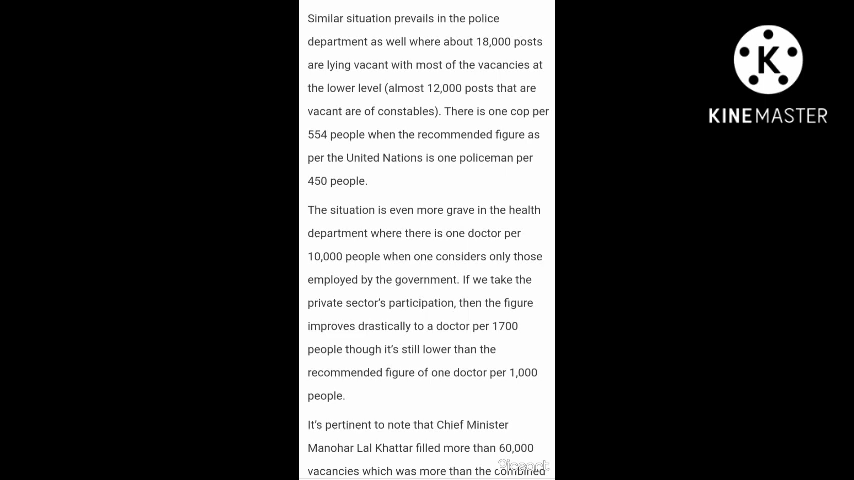 Similar situation prevails in the police
department as well where about 18,000 posts
are lying vacant with most of the vacancies at
the lower level (almost 12,000 posts that are
vacant are of constables). There is one cop per
554 people when the recommended figure as
per the United Nations is one policeman per
450 people.
The situation is even more grave in the health
department where there is one doctor per
10,000 people when one considers only those
employed by the government. If we take the
private sector's participation, then the figure
improves drastically to a doctor per 1700
people though it's still lower than the
recommended figure of one doctor per 1,000
people.
It's pertinent to note that Chief Minister
Manohar Lal Khattar filled more than 60,000
vacancies which was more than the combined
K
KINEMASTER